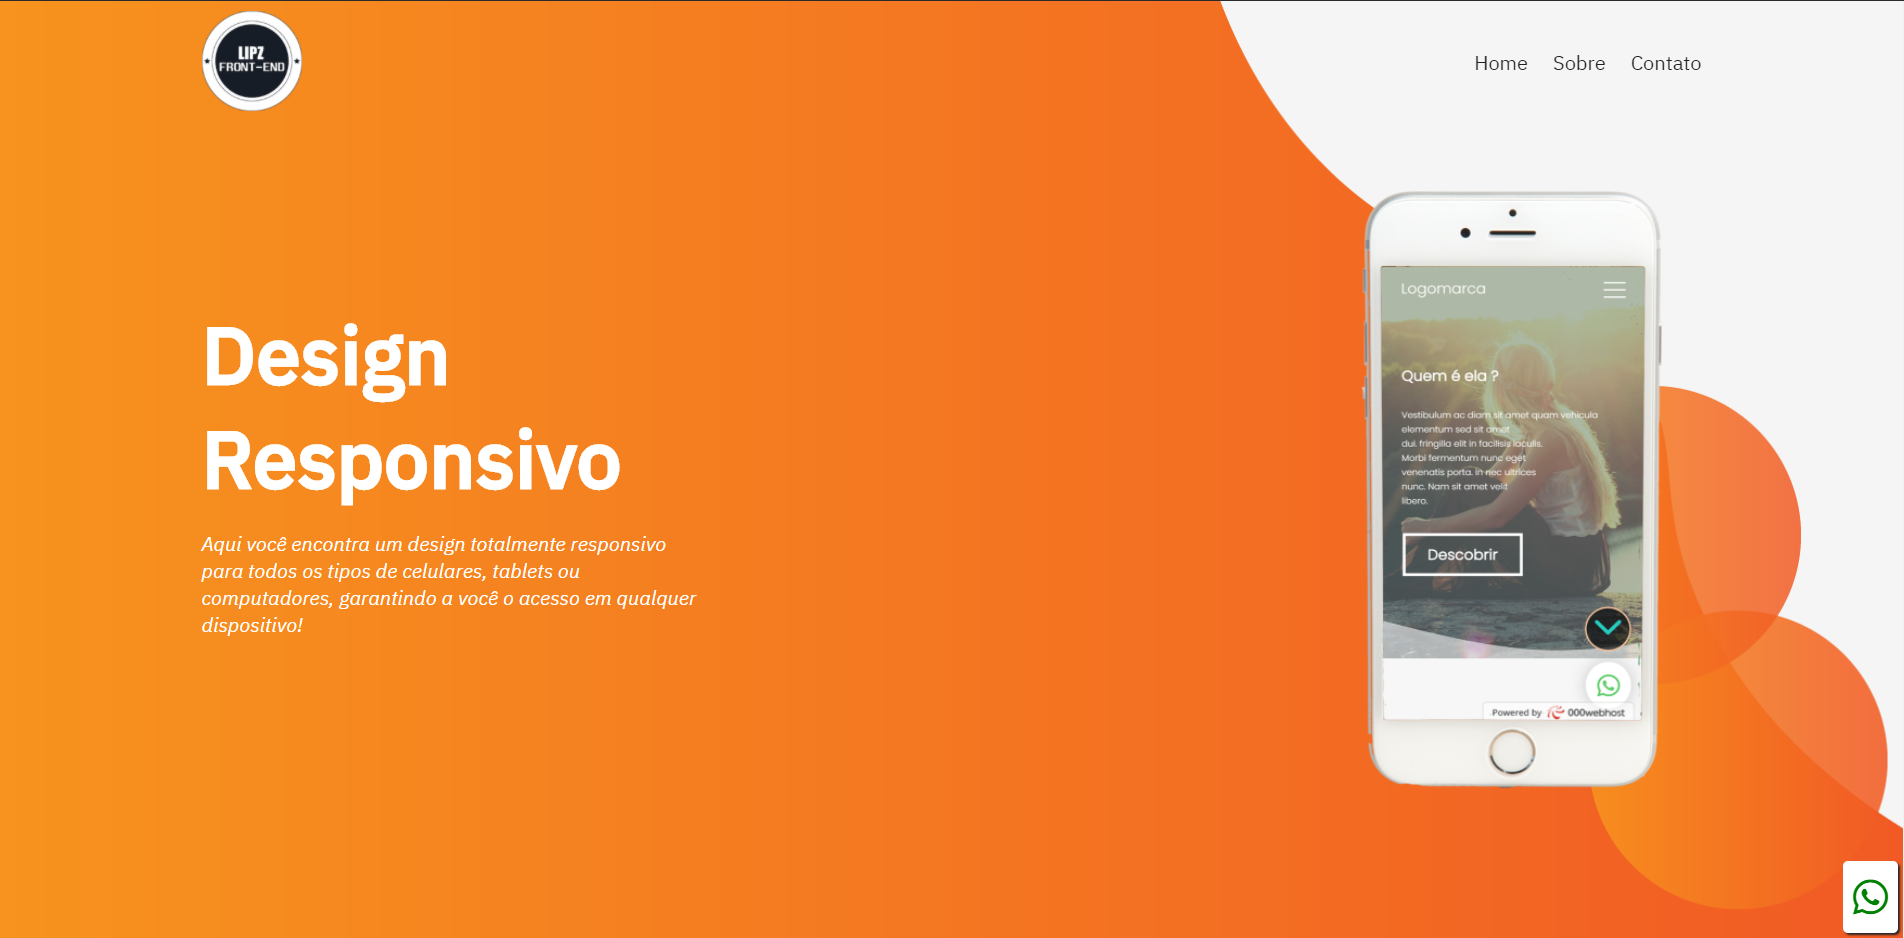 LIPZ
FRONT-END
Home Sobre Contato
Design
Responsivo
Aqui você encontra um design totalmente responsivo
para todos os tipos de celulares, tablets ou
computadores, garantindo a você o acesso em qualquer
dispositivo!
Logomarca
Quem é ela ?
Vestibulum ac diam sit amet quam vehicula
elementum sed sit amet
dui. fringilla elit in facilisis iaculis.
Morbi fermentum nunc eget
venenatis porta. in nec ultrices
nunc. Nam sit amet velit
libero.
Descobrir
Powered by 000webhost